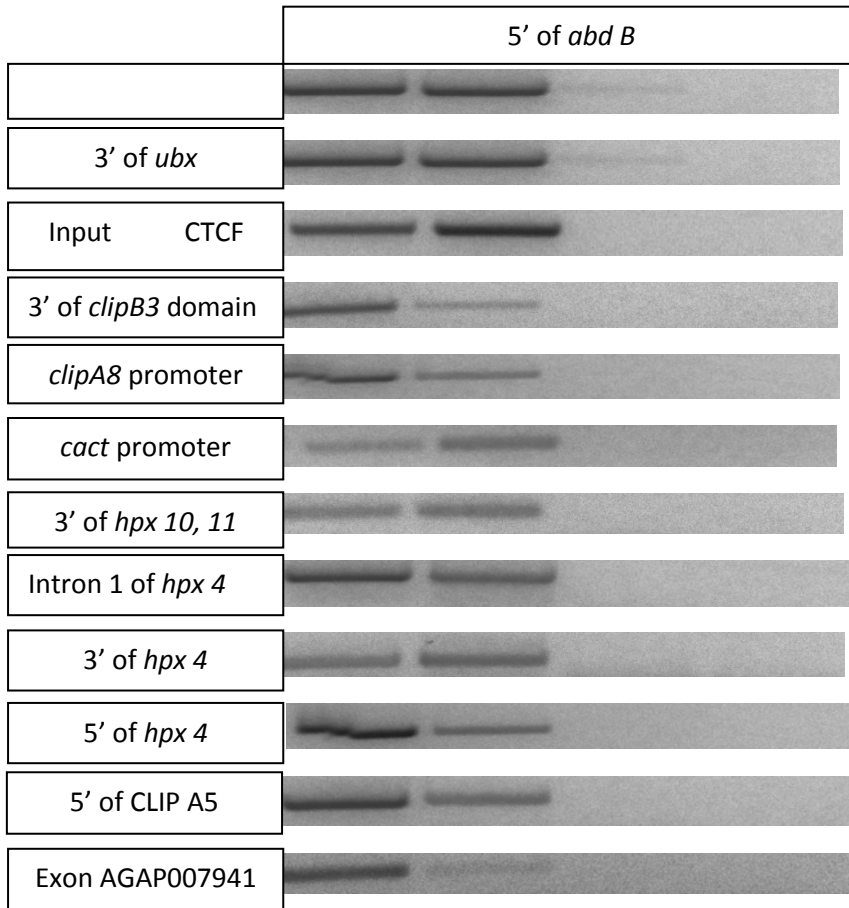 5’ of abd B
3’ of ubx
Input CTCF
3’ of clipB3 domain
clipA8 promoter
cact promoter
3’ of hpx 10, 11
Intron 1 of hpx 4
3’ of hpx 4
5’ of hpx 4
5’ of CLIP A5
Exon AGAP007941